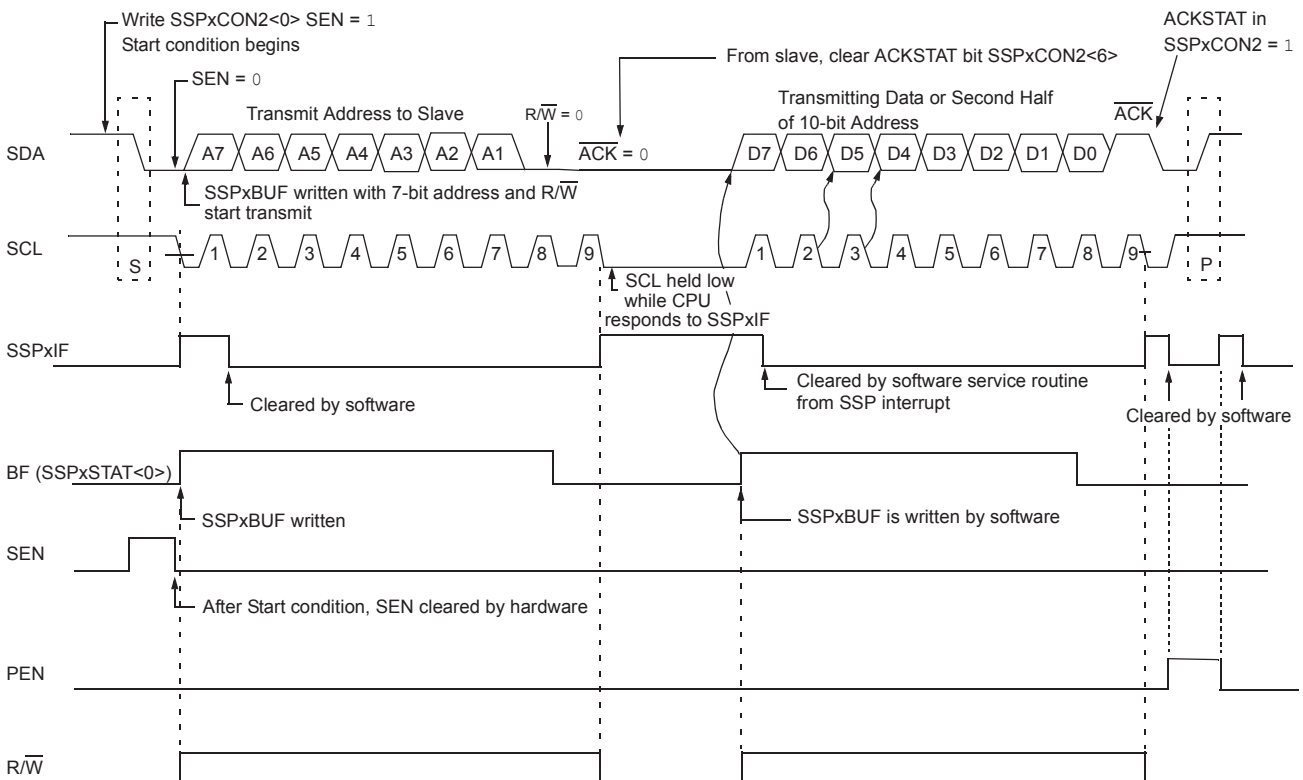 Write SSPxCON2<0> SEN = 1
Start condition begins
ACKSTAT in
SSPxCON2 = 1
From slave, clear ACKSTAT bit SSPxCON2<6>
SEN = 0
Transmit Address to Slave
R/W = 0
Transmitting Data or Second Half
of 10-bit Address
ACK
SDA
A7 A6 A5 A4 A3 A2 A1
ACK = 0
D7 D6 D5 D4 D3 D2 D1 D0
SSPxBUF written with 7-bit address and R/W
start transmit
SCL
S
1 2 3 4 5 6 7 8 9
1 2 3 4 5 6 7 8 9
P
SCL held low
while CPU
responds to SSPxIF
SSPxIF
Cleared by software
Cleared by software service routine
from SSP interrupt
Cleared by software
BF (SSPxSTAT<0>)
SSPxBUF written
SSPxBUF is written by software
SEN
After Start condition, SEN cleared by hardware
PEN
R/W